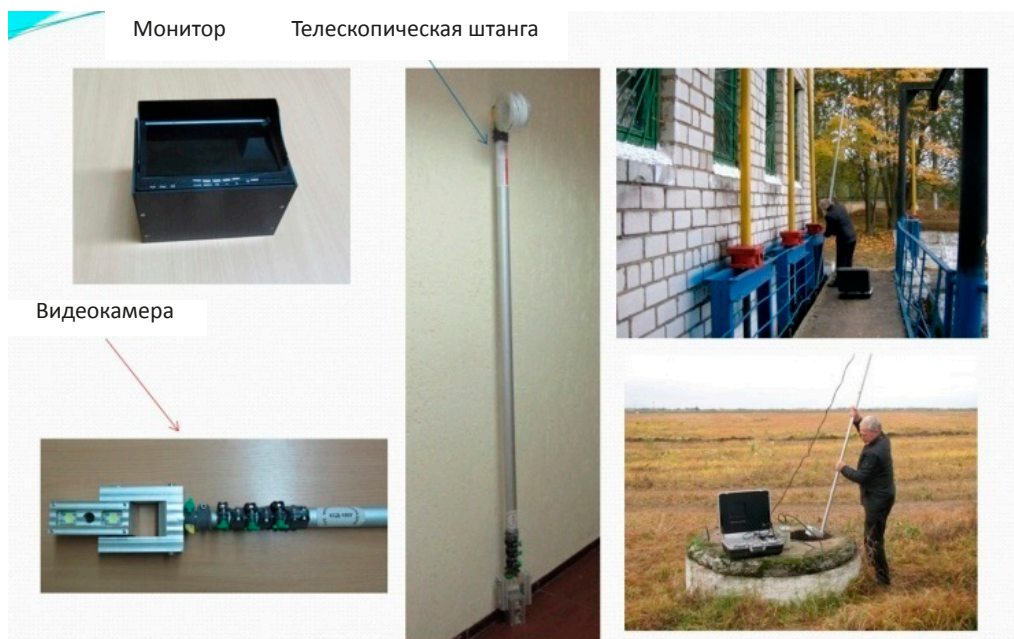 Монитор
Телескопическая штанга
Видеокамера